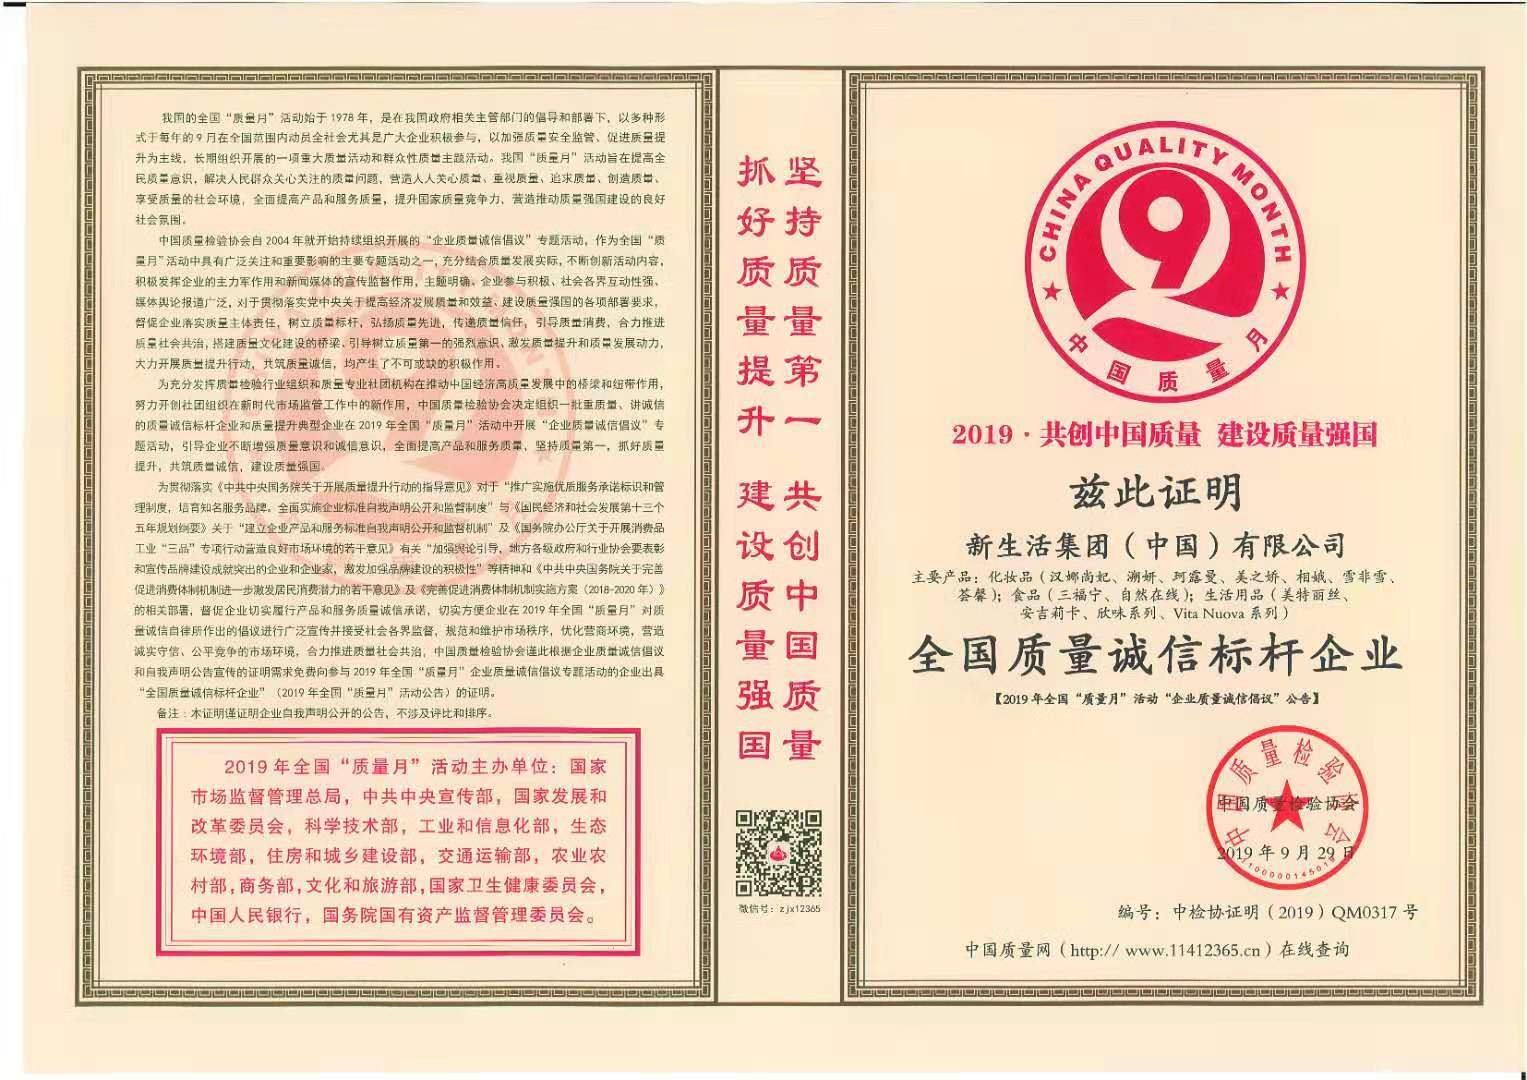 我国的全国“质量月”活动始于1978年，是在我国政府相关主管部门的倡导和部署下，以多种形
式于每年的9月在全国范围内动员全社会尤其是广大企业积极参与，以加强质量安全监管、促进质量提
升为主线，长期组织开展的一项重大质量活动和群众性质量主题活动。我国“质量月”活动旨在提高全
民质量意识，解决人民群众关心关注的质量问题，营造人人关心质量、重视质量、追求质量、创造质量、
享受质量的社会环境，全面提高产品和服务质量，提升国家质量竞争力、营造推动质量强国建设的良好
社会氛围。
中国质量检验协会自2004年就开始持续组织开展的“企业质量诚信倡议”专题活动，作为全国“质
量月”活动中具有广泛关注和重要影响的主要专题活动之一，充分结合质量发展实际，不断创新活动内容，
积极发挥企业的主力军作用和新闻媒体的宣传监督作用，主题明确、企业参与积极、社会各界互动性强、
媒体舆论报道广泛，对于贯彻落实党中央关于提高经济发展质量和效益、建设质量强国的各项部署要求，
督促企业落实质量主体责任，树立质量标杆，弘扬质量先进，传递质量信任，引导质量消费，合力推进
质量社会共治，搭建质量文化建设的桥梁、引导树立质量第一的强烈意识、激发质量提升和质量发展动力，
大力开展质量提升行动，共筑质量诚信，均产生了不可或缺的积极作用。
为充分发挥质量检验行业组织和质量专业社团机构在推动中国经济高质量发展中的桥梁和纽带作用，
努力开创社团组织在新时代市场监管工作中的新作用，中国质量检验协会决定组织一批重质量、讲诚信
的质量诚信标杆企业和质量提升典型企业在2019年全国“质量月”活动中开展“企业质量诚信倡议”专
题活动，引导企业不断增强质量意识和诚信意识，全面提高产品和服务质量、坚持质量第一，抓好质量
提升，共筑质量诚信，建设质量强国。
为贯彻落实《中共中央国务院关于开展质量提升行动的指导意见》对于“推广实施优质服务承诺标识和管
理制度，培育知名服务品牌。全面实施企业标准自我声明公开和监督制度”与《国民经济和社会发展第十三个
五年规划纲要》关于“建立企业产品和服务标准自我声明公开和监督机制”及《国务院办公厅关于开展消费品
工业“三品”专项行动营造良好市场环境的若干意见》有关“加强舆论引导，地方各级政府和行业协会要表彰
和宣传品牌建设成就突出的企业和企业家，激发加强品牌建设的积极性”等精神和《中共中央国务院关于完善
促进消费体制机制进一步激发居民消费潜力的若干意见》及《完善促进消费体制机制实施方案（2018-2020年）》
的相关部署，督促企业切实履行产品和服务质量诚信承诺，切实方便企业在2019年全国“质量月”对质
量诚信自律所作出的倡议进行广泛宣传并接受社会各界监督，规范和维护市场秩序，优化营商环境，营造
诚实守信、公平竞争的市场环境，合力推进质量社会共治，中国质量检验协会谨此根据企业质量诚信倡议
和自我声明公告宣传的证明需求免费向参与2019年全国“质量月”企业质量诚信倡议专题活动的企业出具
“全国质量诚信标杆企业”（2019年全国“质量月”活动公告）的证明。
备注：本证明谨证明企业自我声明公开的公告，不涉及评比和排序。
2019年全国“质量月”活动主办单位：国家
市场监督管理总局，中共中央宣传部，国家发展和
改革委员会，科学技术部，工业和信息化部，生态
环境部，住房和城乡建设部，交通运输部，农业农
村部，商务部，文化和旅游部，国家卫生健康委员会，
中国人民银行，国务院国有资产监督管理委员会。
坚持质量第一 共创中国质量
抓好质量提升 建设质量强国
微信号：zjx12365
CHINA QUALITY MONTH
中国质量月
2019·共创中国质量 建设质量强国
兹此证明
新生活集团（中国）有限公司
主要产品：化妆品（汉娜尚妃、溯妍、珂露曼、美之娇、相娥、雪非雪、
荟馨）；食品（三福宁、自然在线）；生活用品（美特丽丝、
安吉莉卡、欣味系列、Vita Nuova 系列）
全国质量诚信标杆企业
【2019年全国“质量月”活动“企业质量诚信倡议”公告】
中国质量检验协会
中国质量检验协会
2019年9月29日
编号：中检协证明（2019）QM0317号
中国质量网（http:// www.11412365.cn）在线查询